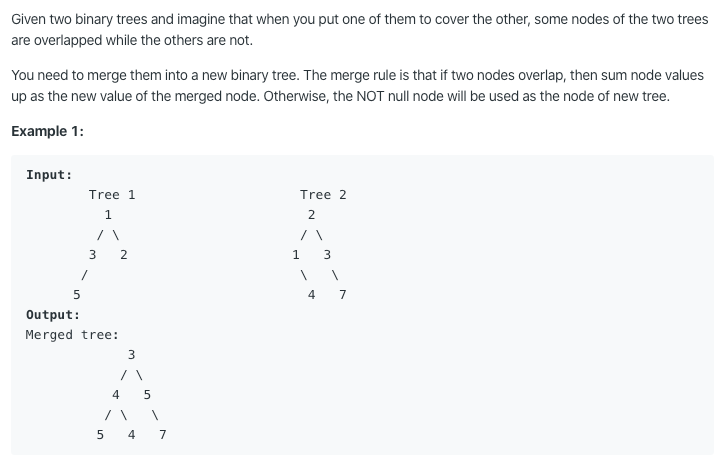 Given two binary trees and imagine that when you put one of them to cover the other, some nodes of the two trees
are overlapped while the others are not.
You need to merge them into a new binary tree. The merge rule is that if two nodes overlap, then sum node values
up as the new value of the merged node. Otherwise, the NOT null node will be used as the node of new tree.
Example 1:
Input:
        Tree 1                     Tree 2
          1                         2
         / \                       / \
        3   2                     1   3
       /                           \   \
      5                             4   7
Output:
Merged tree:
             3
            / \
           4   5
          / \   \
         5   4   7